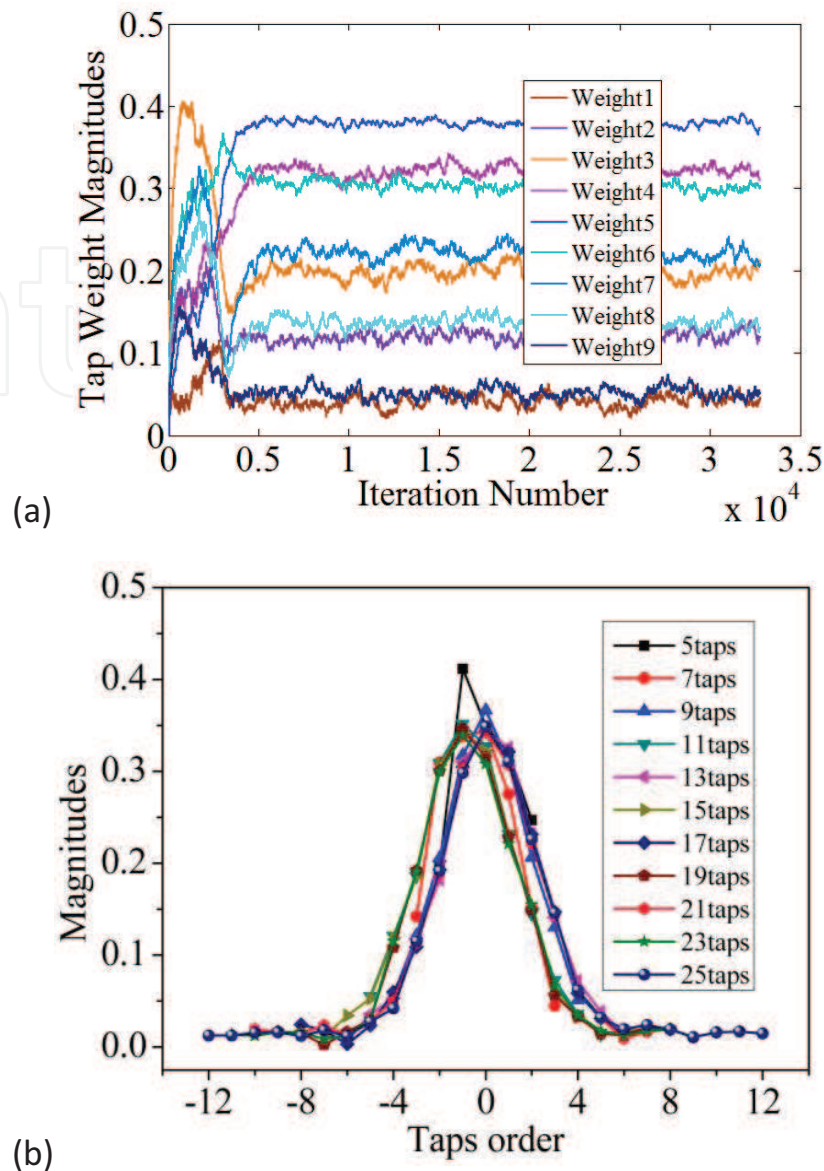 0.5
0.4
0.3
0.2
0.1
0
Tap Weight Magnitudes
Weight1
Weight2
Weight3
Weight4
Weight5
Weight6
Weight7
Weight8
Weight9
0 0.5 1 1.5 2 2.5 3 3.5
Iteration Number
x 10^4
(a)
0.5
0.4
0.3
0.2
0.1
0.0
Magnitudes
5taps
7taps
9taps
11taps
13taps
15taps
17taps
19taps
21taps
23taps
25taps
-12 -8 -4 0 4 8 12
Taps order
(b)